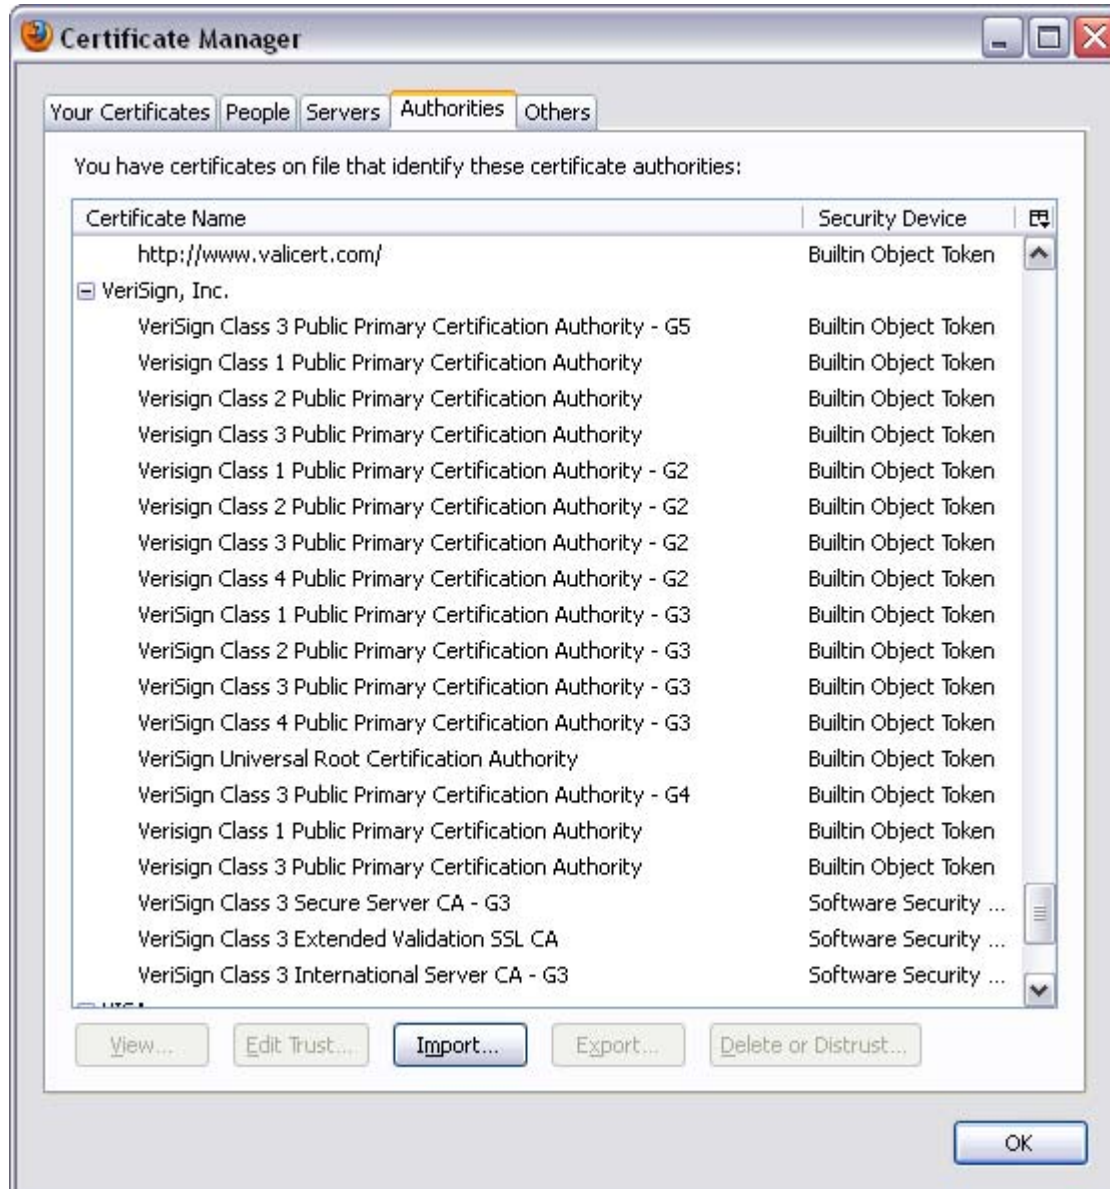 Certificate Manager
Your Certificates People Servers Authorities Others
You have certificates on file that identify these certificate authorities:
Certificate Name Security Device
http://www.valicert.com/ Builtin Object Token
VeriSign, Inc.
VeriSign Class 3 Public Primary Certification Authority - G5 Builtin Object Token
Verisign Class 1 Public Primary Certification Authority Builtin Object Token
Verisign Class 2 Public Primary Certification Authority Builtin Object Token
Verisign Class 3 Public Primary Certification Authority Builtin Object Token
Verisign Class 1 Public Primary Certification Authority - G2 Builtin Object Token
Verisign Class 2 Public Primary Certification Authority - G2 Builtin Object Token
Verisign Class 3 Public Primary Certification Authority - G2 Builtin Object Token
Verisign Class 4 Public Primary Certification Authority - G2 Builtin Object Token
VeriSign Class 1 Public Primary Certification Authority - G3 Builtin Object Token
VeriSign Class 2 Public Primary Certification Authority - G3 Builtin Object Token
VeriSign Class 3 Public Primary Certification Authority - G3 Builtin Object Token
VeriSign Class 4 Public Primary Certification Authority - G3 Builtin Object Token
VeriSign Universal Root Certification Authority Builtin Object Token
VeriSign Class 3 Public Primary Certification Authority - G4 Builtin Object Token
Verisign Class 1 Public Primary Certification Authority Builtin Object Token
Verisign Class 3 Public Primary Certification Authority Builtin Object Token
VeriSign Class 3 Secure Server CA - G3 Software Security ...
VeriSign Class 3 Extended Validation SSL CA Software Security ...
VeriSign Class 3 International Server CA - G3 Software Security ...
View... Edit Trust... Import... Export... Delete or Distrust...
OK